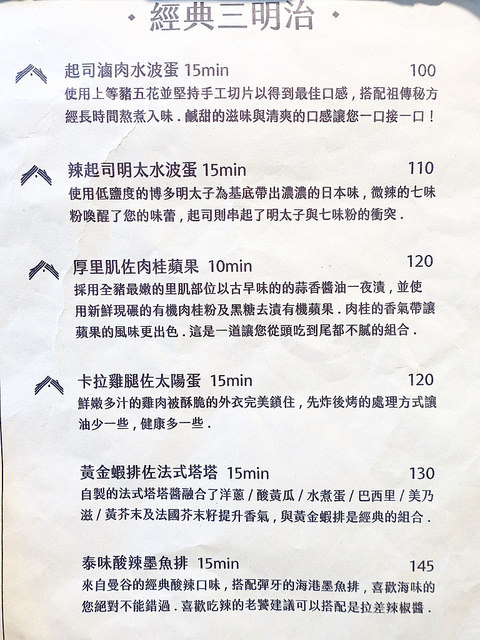 · 經典三明治 ·
起司滷肉水波蛋 15min 100
使用上等豬五花並堅持手工切片以得到最佳口感，搭配祖傳秘方
經長時間熬煮入味．鹹甜的滋味與清爽的口感讓您一口接一口！
辣起司明太水波蛋 15min 110
使用低鹽度的博多明太子為基底帶出濃濃的日本味，微辣的七味
粉喚醒了您的味蕾，起司則串起了明太子與七味粉的衝突．
厚里肌佐肉桂蘋果 10min 120
採用全豬最嫩的里肌部位以古早味的的蒜香醬油一夜漬，並使
用新鮮現碾的有機肉桂粉及黑糖去漬有機蘋果．肉桂的香氣帶讓
蘋果的風味更出色．這是一道讓您從頭吃到尾都不膩的組合．
卡拉雞腿佐太陽蛋 15min 120
鮮嫩多汁的雞肉被酥脆的外衣完美鎖住，先炸後烤的處理方式讓
油少一些，健康多一些．
黃金蝦排佐法式塔塔 15min 130
自製的法式塔塔醬融合了洋蔥 / 酸黃瓜 / 水煮蛋 / 巴西里 / 美乃
滋 / 黃芥末及法國芥末籽提升香氣，與黃金蝦排是經典的組合．
泰味酸辣墨魚排 15min 145
來自曼谷的經典酸辣口味，搭配彈牙的海港墨魚排，喜歡海味的
您絕對不能錯過．喜歡吃辣的老饕建議可以搭配是拉差辣椒醬．